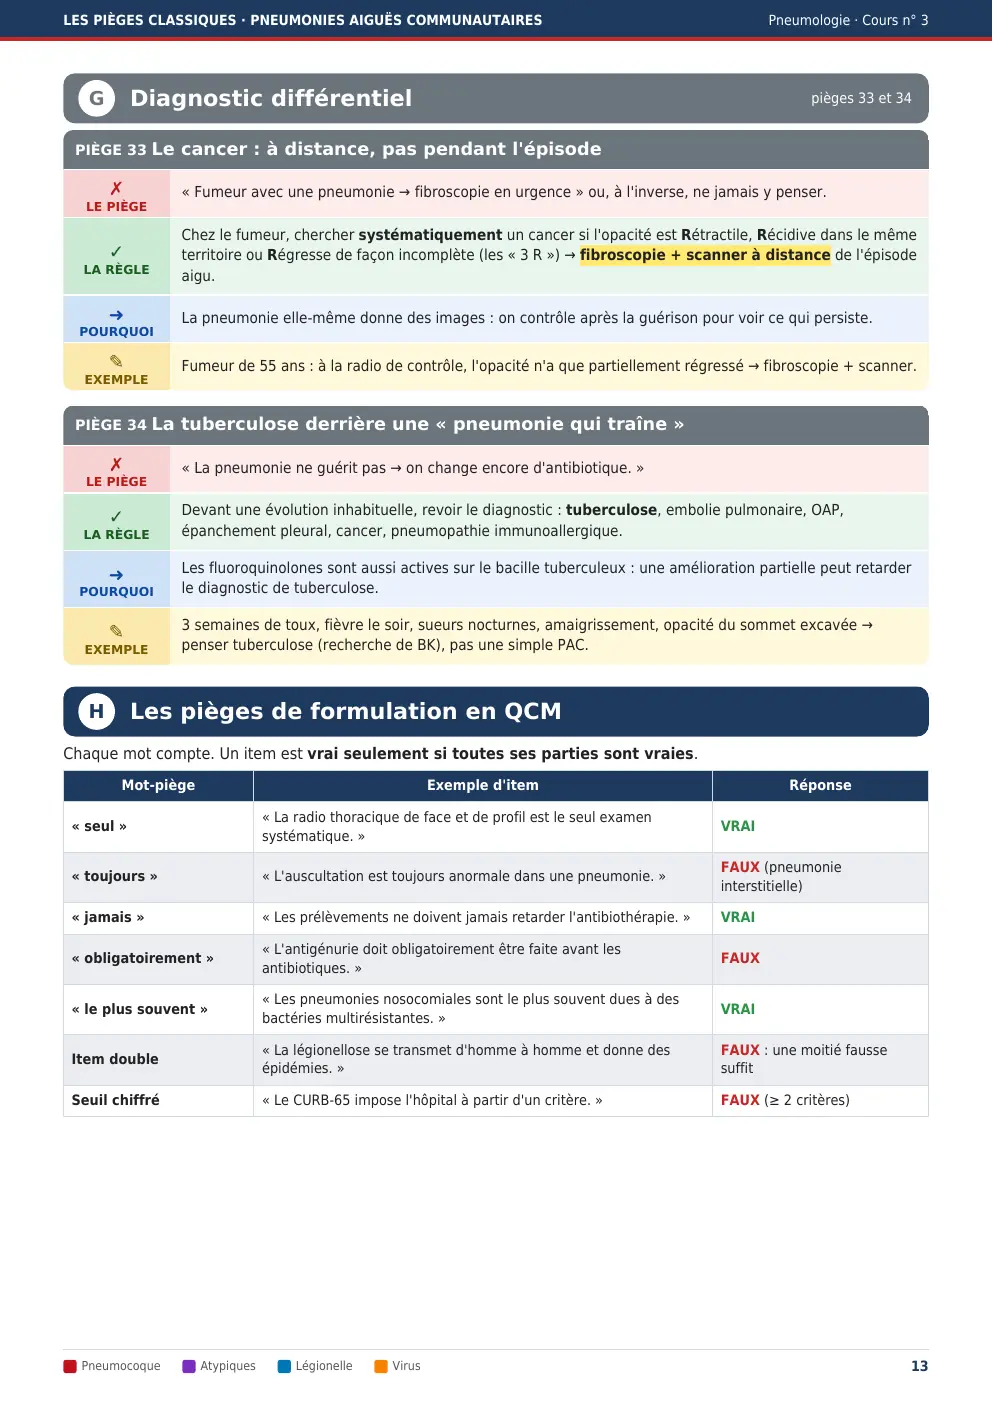 LES PIÈGES CLASSIQUES · PNEUMONIES AIGUËS COMMUNAUTAIRES
Pneumologie · Cours n° 3
G Diagnostic différentiel
pièges 33 et 34
PIÈGE 33 Le cancer : à distance, pas pendant l'épisode
✗
LE PIÈGE
« Fumeur avec une pneumonie → fibroscopie en urgence » ou, à l'inverse, ne jamais y penser.
✓
LA RÈGLE
Chez le fumeur, chercher systématiquement un cancer si l'opacité est Rétractile, Récidive dans le même
territoire ou Régresse de façon incomplète (les « 3 R ») → fibroscopie + scanner à distance de l'épisode
aigu.
➜
POURQUOI
La pneumonie elle-même donne des images : on contrôle après la guérison pour voir ce qui persiste.
✎
EXEMPLE
Fumeur de 55 ans : à la radio de contrôle, l'opacité n'a que partiellement régressé → fibroscopie + scanner.
PIÈGE 34 La tuberculose derrière une « pneumonie qui traîne »
✗
LE PIÈGE
« La pneumonie ne guérit pas → on change encore d'antibiotique. »
✓
LA RÈGLE
Devant une évolution inhabituelle, revoir le diagnostic : tuberculose, embolie pulmonaire, OAP,
épanchement pleural, cancer, pneumopathie immunoallergique.
➜
POURQUOI
Les fluoroquinolones sont aussi actives sur le bacille tuberculeux : une amélioration partielle peut retarder
le diagnostic de tuberculose.
✎
EXEMPLE
3 semaines de toux, fièvre le soir, sueurs nocturnes, amaigrissement, opacité du sommet excavée →
penser tuberculose (recherche de BK), pas une simple PAC.
H Les pièges de formulation en QCM
Chaque mot compte. Un item est vrai seulement si toutes ses parties sont vraies.
Mot-piège
Exemple d'item
Réponse
« seul »
« La radio thoracique de face et de profil est le seul examen
systématique. »
VRAI
« toujours »
« L'auscultation est toujours anormale dans une pneumonie. »
FAUX (pneumonie
interstitielle)
« jamais »
« Les prélèvements ne doivent jamais retarder l'antibiothérapie. »
VRAI
« obligatoirement »
« L'antigénurie doit obligatoirement être faite avant les
antibiotiques. »
FAUX
« le plus souvent »
« Les pneumonies nosocomiales sont le plus souvent dues à des
bactéries multirésistantes. »
VRAI
Item double
« La légionellose se transmet d'homme à homme et donne des
épidémies. »
FAUX : une moitié fausse
suffit
Seuil chiffré
« Le CURB-65 impose l'hôpital à partir d'un critère. »
FAUX (≥ 2 critères)
Pneumocoque
Atypiques
Légionelle
Virus
13